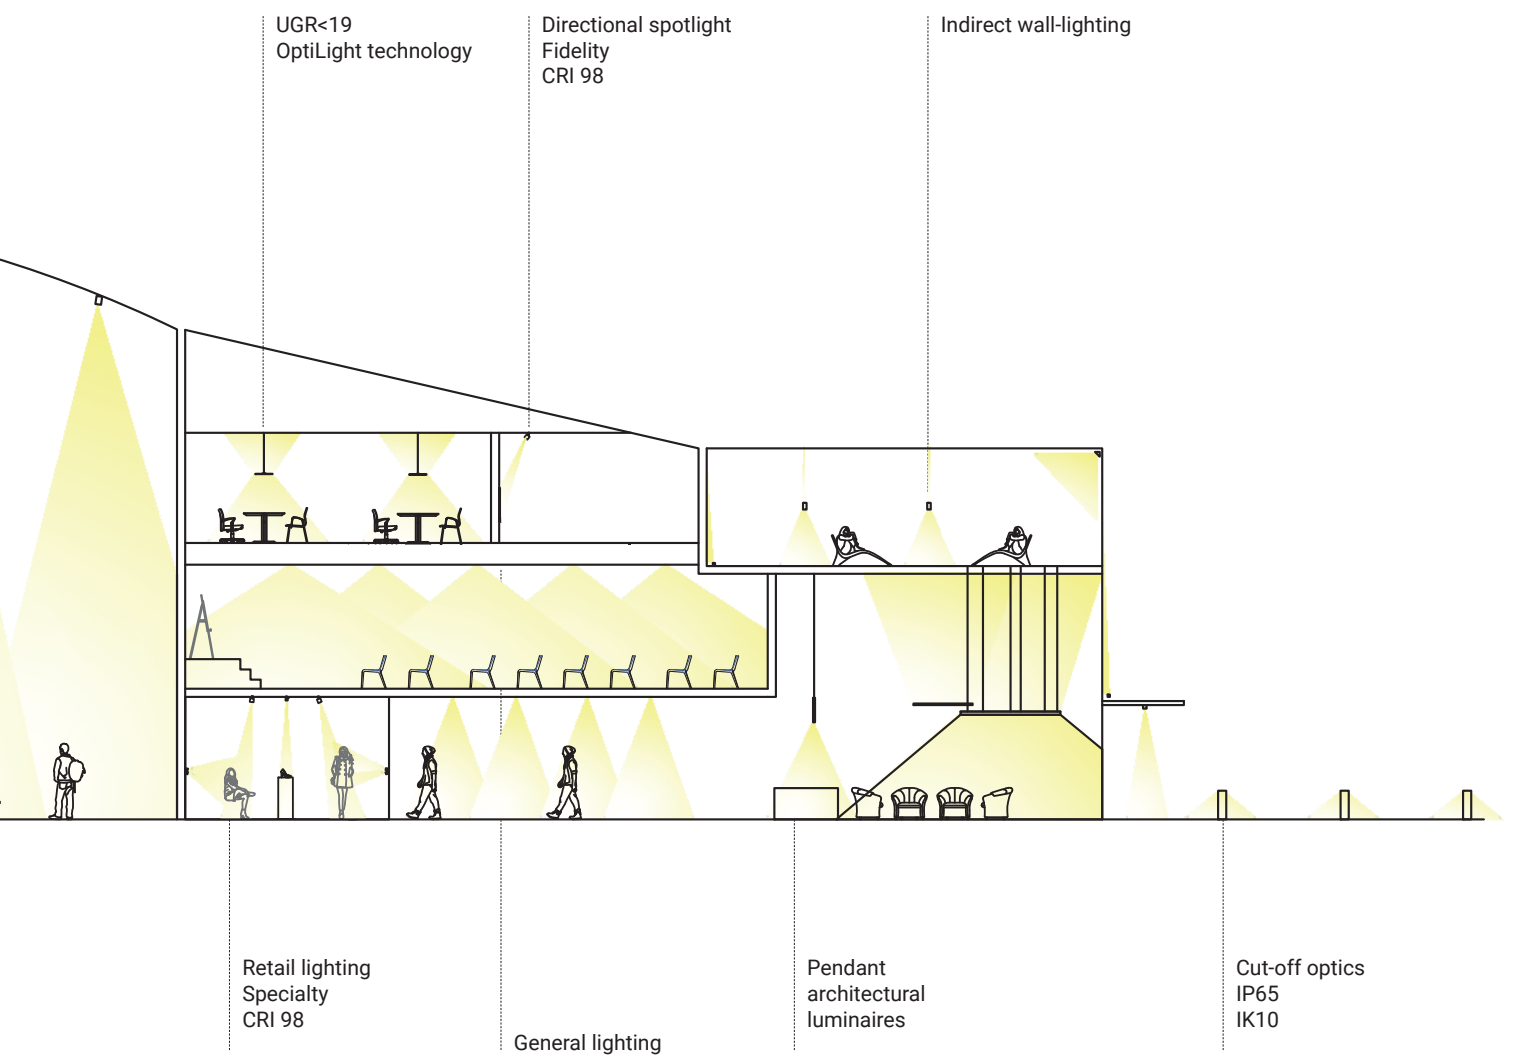 UGR<19
OptiLight technology
Directional spotlight
Fidelity
CRI 98
Indirect wall-lighting
Retail lighting
Specialty
CRI 98
General lighting
Pendant
architectural
luminaires
Cut-off optics
IP65
IK10